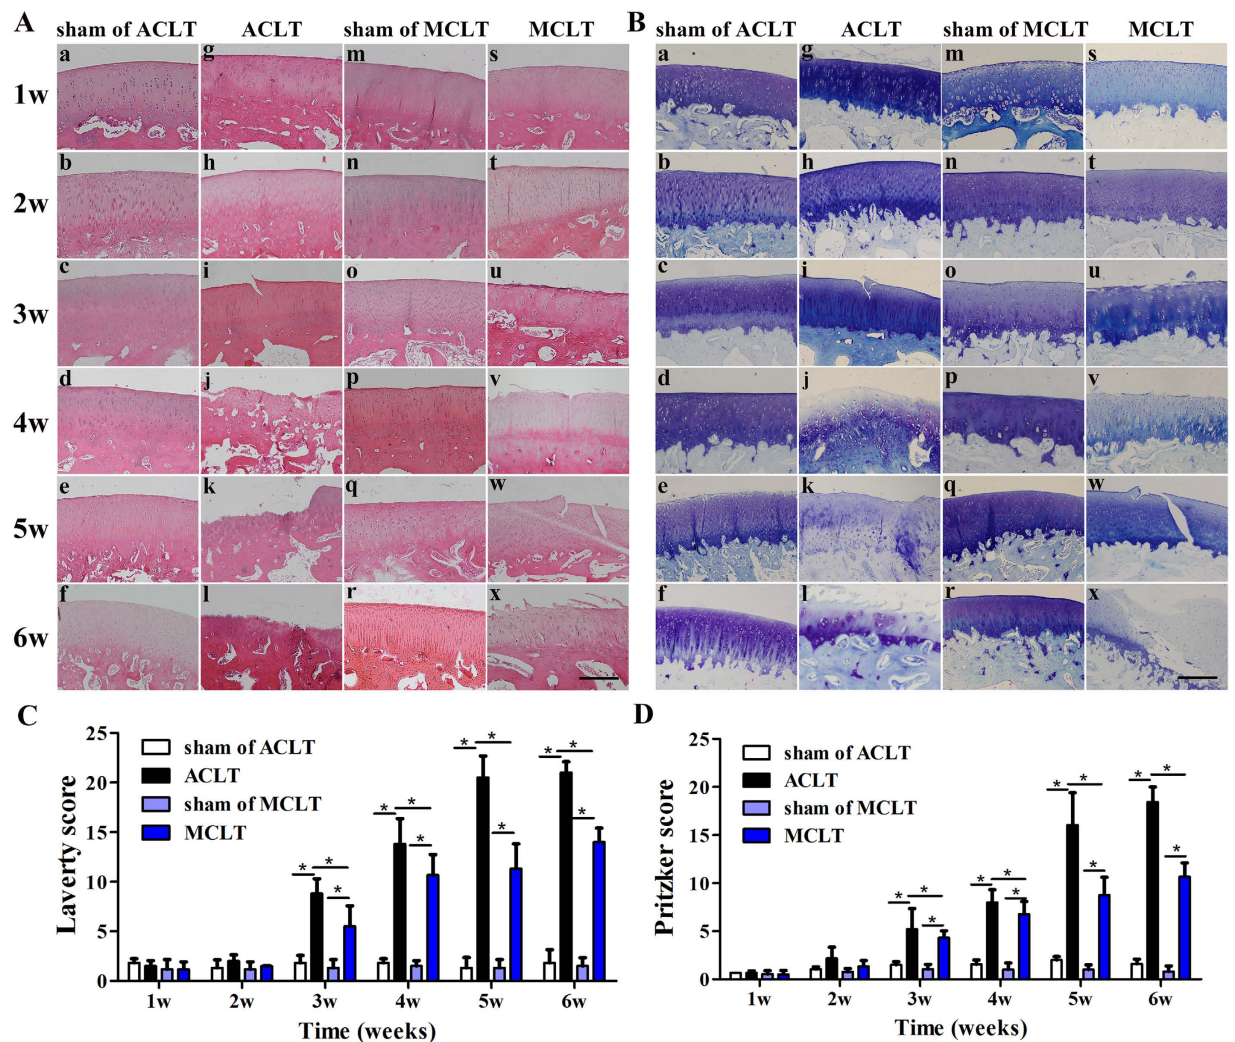 A
sham of ACLT ACLT sham of MCLT MCLT
1w a g m s
2w b h n t
3w c i o u
4w d j p v
5w e k q w
6w f l r x
B
sham of ACLT ACLT sham of MCLT MCLT
a g m s
b h n t
c i o u
d j p v
e k q w
f l r x
C
Laverty score
25
20
15
10
5
0
sham of ACLT
ACLT
sham of MCLT
MCLT
* * *
* * *
* * *
* * *
1w 2w 3w 4w 5w 6w
Time (weeks)
D
Pritzker score
25
20
15
10
5
0
sham of ACLT
ACLT
sham of MCLT
MCLT
* * *
* * *
* * *
* * *
1w 2w 3w 4w 5w 6w
Time (weeks)